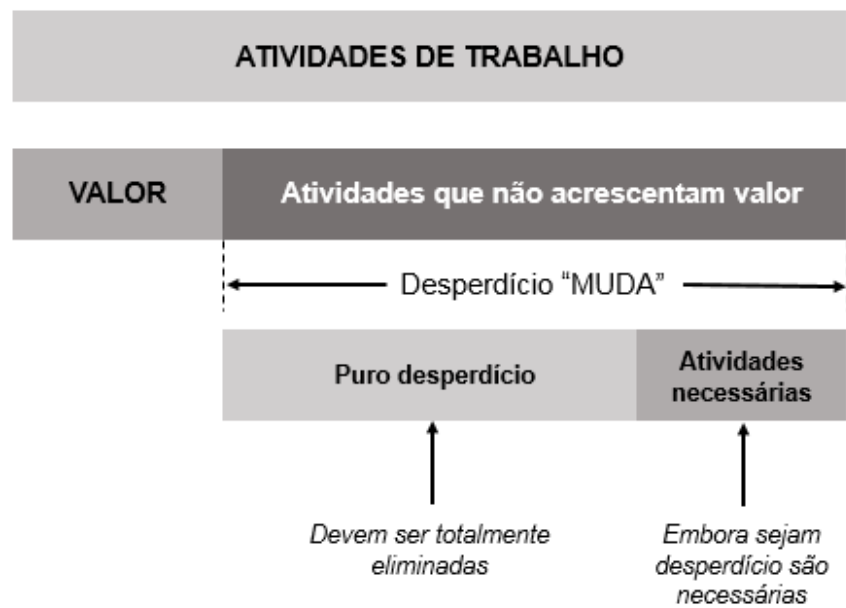 ATIVIDADES DE TRABALHO
VALOR
Atividades que não acrescentam valor
Desperdício “MUDA”
Puro desperdício
Atividades
necessárias
Devem ser totalmente
eliminadas
Embora sejam
desperdício são
necessárias